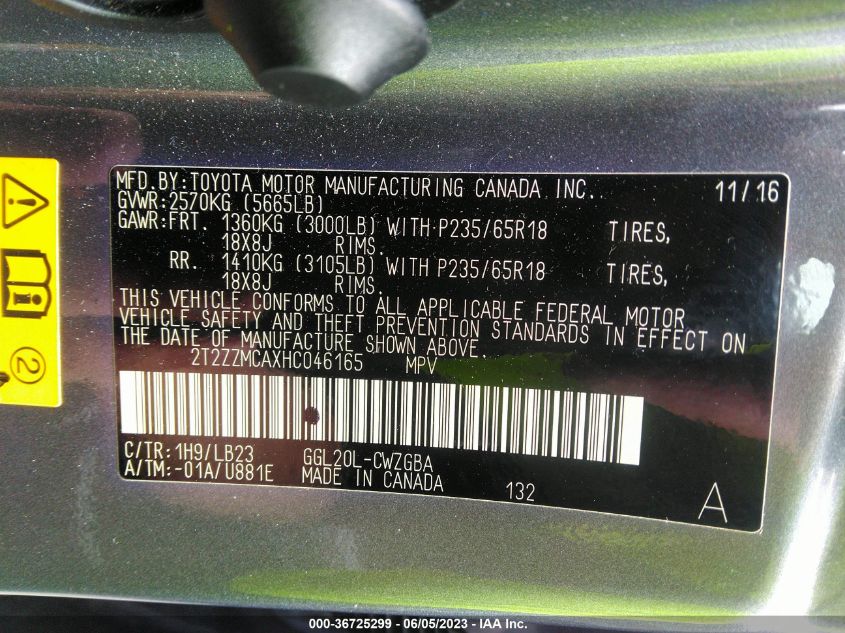 MFD.BY:TOYOTA MOTOR MANUFACTURING CANADA INC. 11/16
GVWR:2570KG (5665LB)
GAWR:FRT. 1360KG (3000LB) WITH P235/65R18 TIRES,
18X8J RIMS.
RR. 1410KG (3105LB) WITH P235/65R18 TIRES,
18X8J RIMS.
THIS VEHICLE CONFORMS TO ALL APPLICABLE FEDERAL MOTOR
VEHICLE SAFETY AND THEFT PREVENTION STANDARDS IN EFFECT ON
THE DATE OF MANUFACTURE SHOWN ABOVE.
2T2ZZMCAXHC046165 MPV
C/TR:1H9/LB23 GGL20L-CWZGBA
A/TM:-01A/U881E MADE IN CANADA 132 A
2
000-36725299 - 06/05/2023 - IAA Inc.